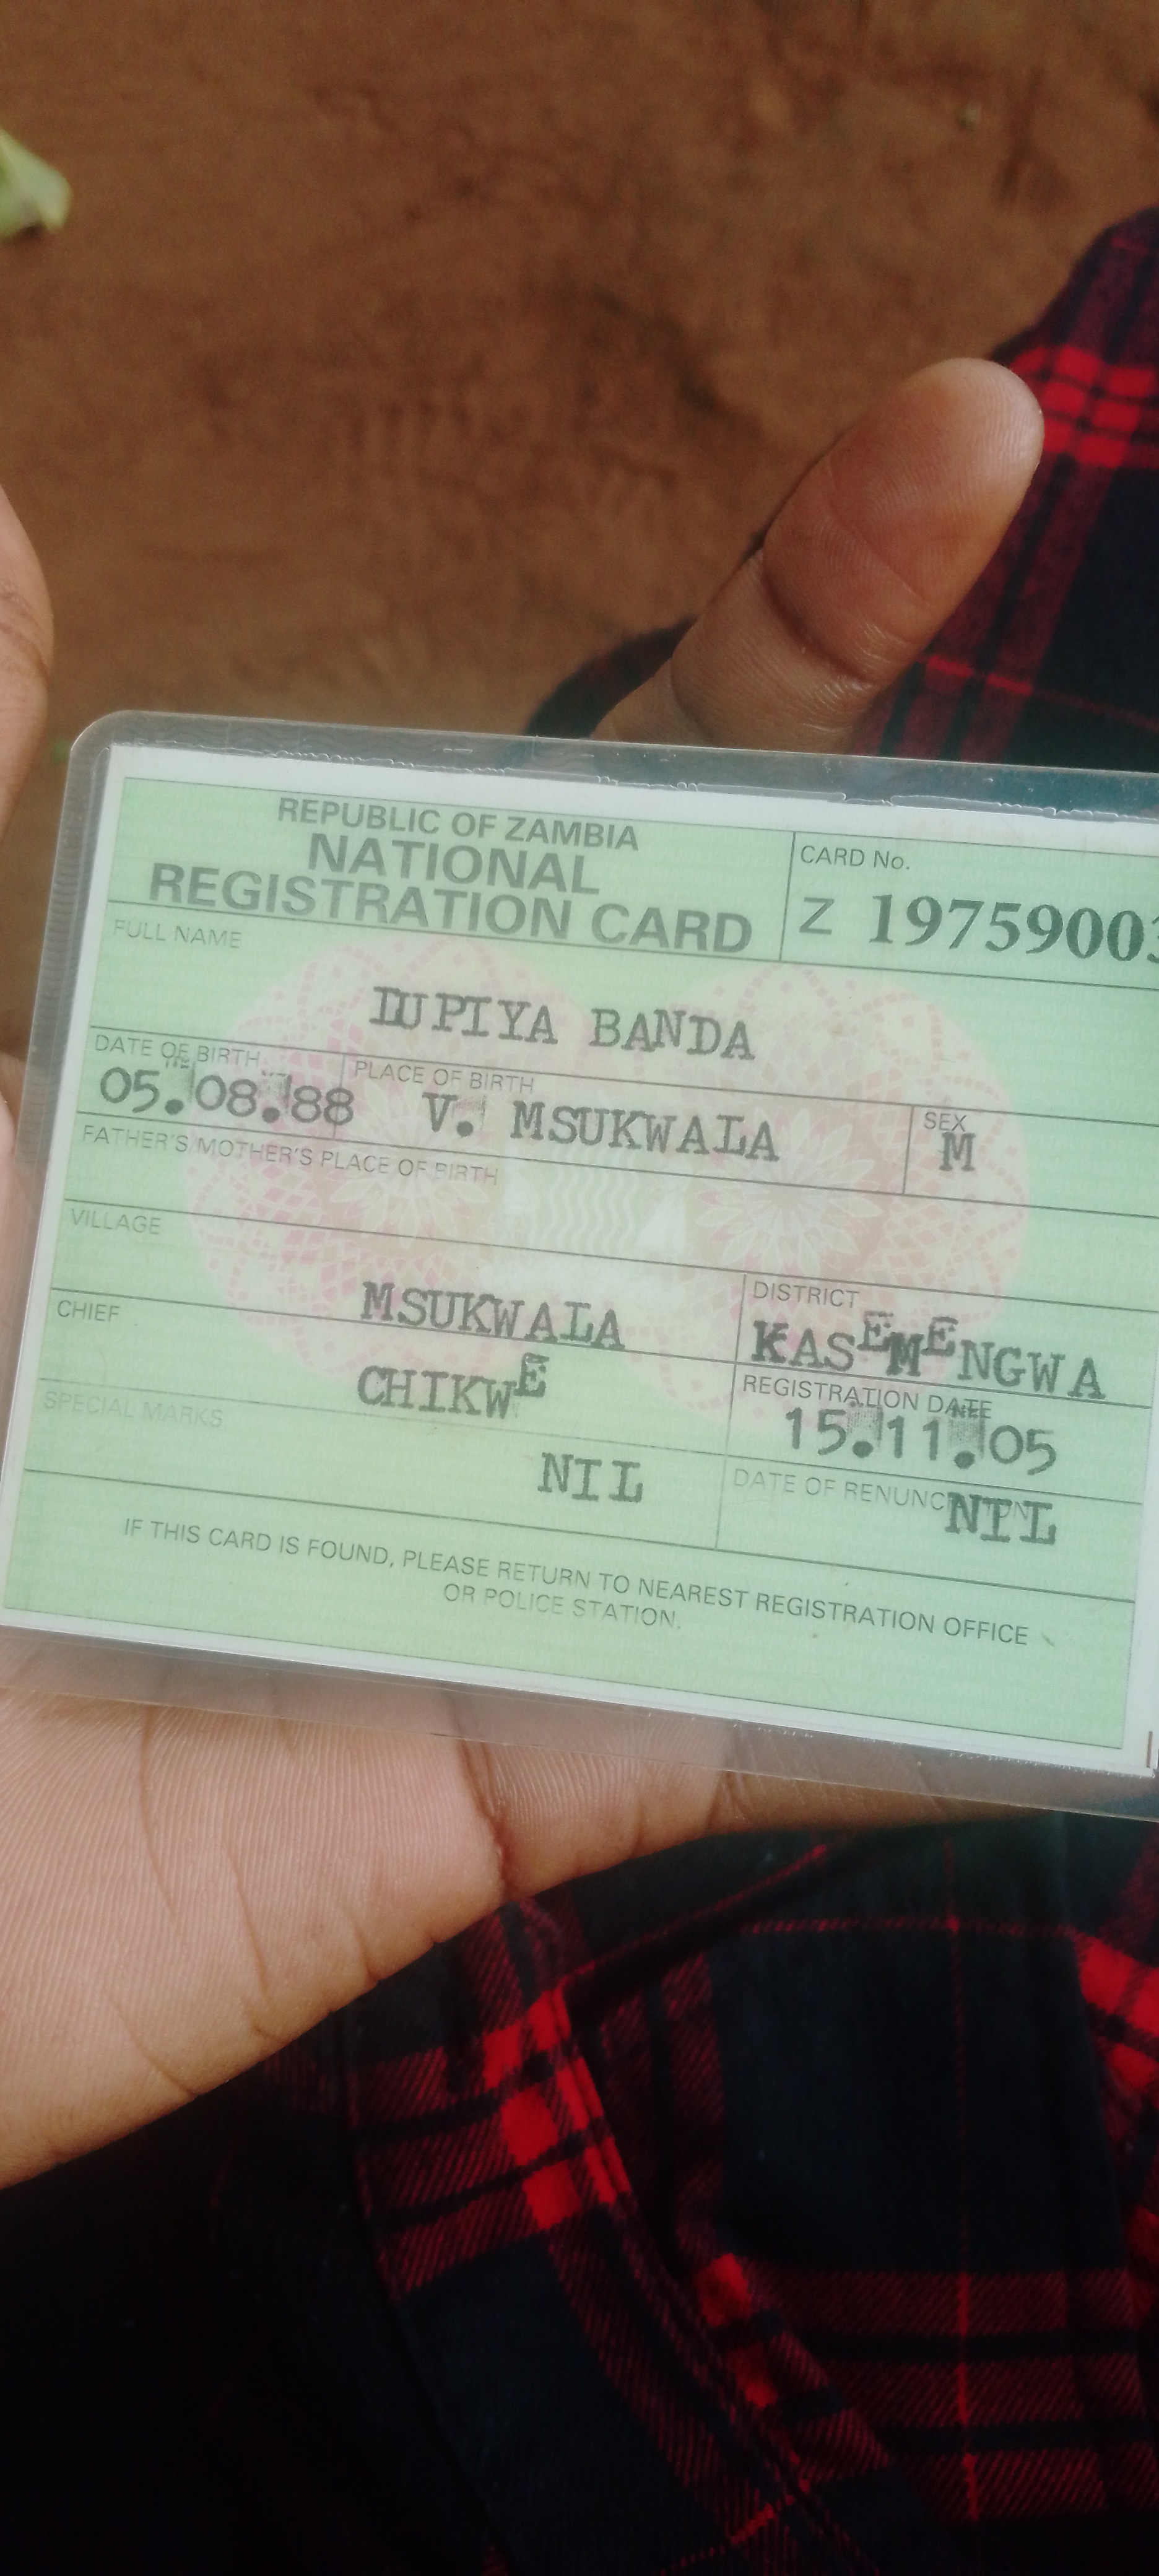 REPUBLIC OF ZAMBIA
NATIONAL
REGISTRATION CARD
CARD No.
Z 1975900
FULL NAME
BANDA
DATE OF BIRTH
PLACE OF BIRTH
SEX
05.08.88
V. MSUKWALA
M
FATHER'S/MOTHER'S PLACE OF BIRTH
VILLAGE
MSUKWALA
DISTRICT
KASEMENGWA
CHIEF
CHIKWE
REGISTRATION DATE
15.11.05
SPECIAL MARKS
NIL
DATE OF
NIL
IF THIS CARD IS FOUND, PLEASE RETURN TO NEAREST REGISTRATION OFFICE
OR POLICE STATION.